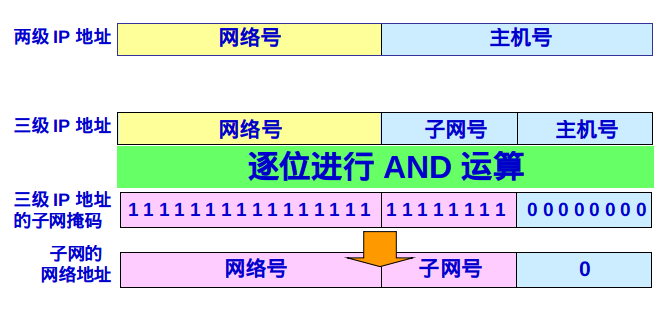 两级 IP 地址 网络号 主机号
三级 IP 地址 网络号 子网号 主机号
逐位进行 AND 运算
三级 IP 地址
的子网掩码 1 1 1 1 1 1 1 1 1 1 1 1 1 1 1 1 1 1 1 1 1 1 1 1 0 0 0 0 0 0 0 0
子网的
网络地址 网络号 子网号 0